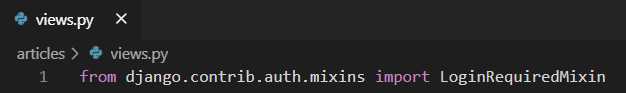 views.py
articles > views.py
1 from django.contrib.auth.mixins import LoginRequiredMixin